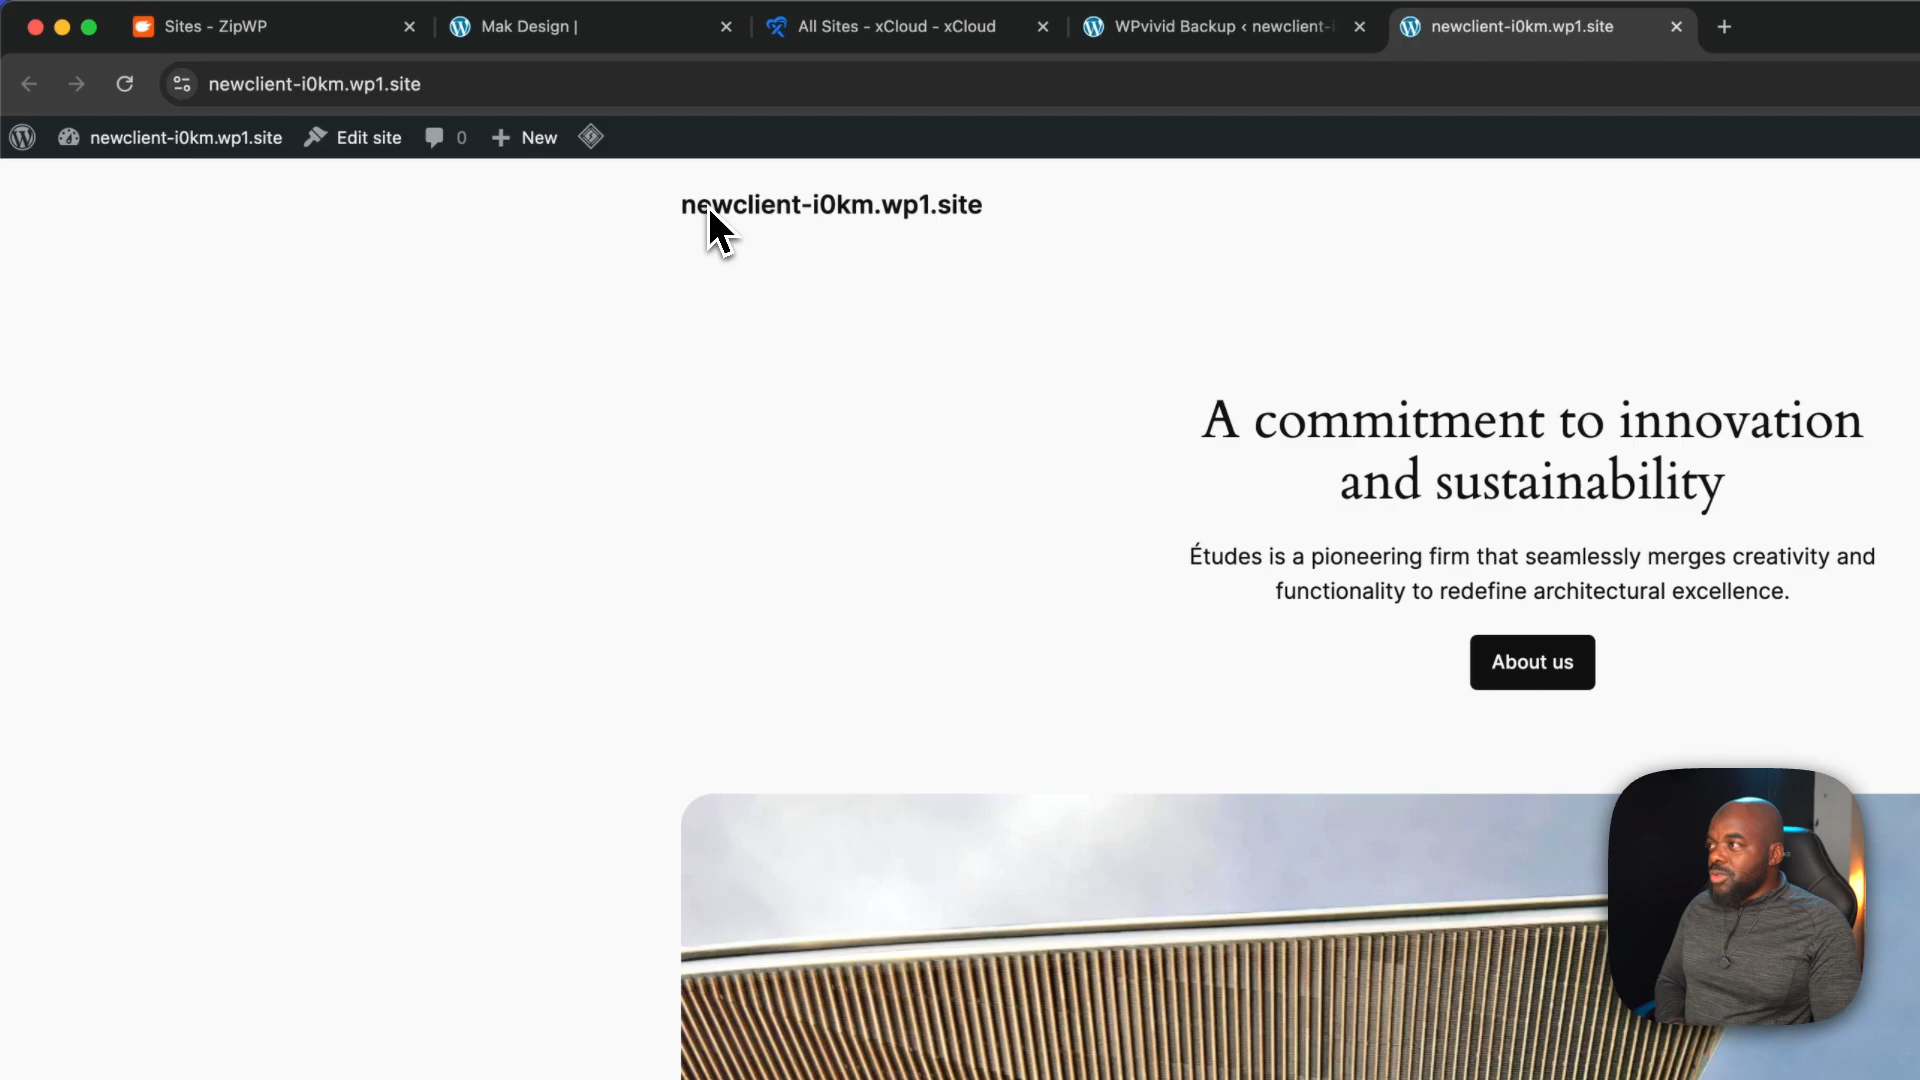 Sites - ZipWP
Mak Design |
All Sites - xCloud - xCloud
WPvivid Backup ‹ newclient-i
newclient-i0km.wp1.site
newclient-i0km.wp1.site
newclient-i0km.wp1.site
Edit site
0
New
newclient-i0km.wp1.site
A commitment to innovation
and sustainability
Études is a pioneering firm that seamlessly merges creativity and
functionality to redefine architectural excellence.
About us